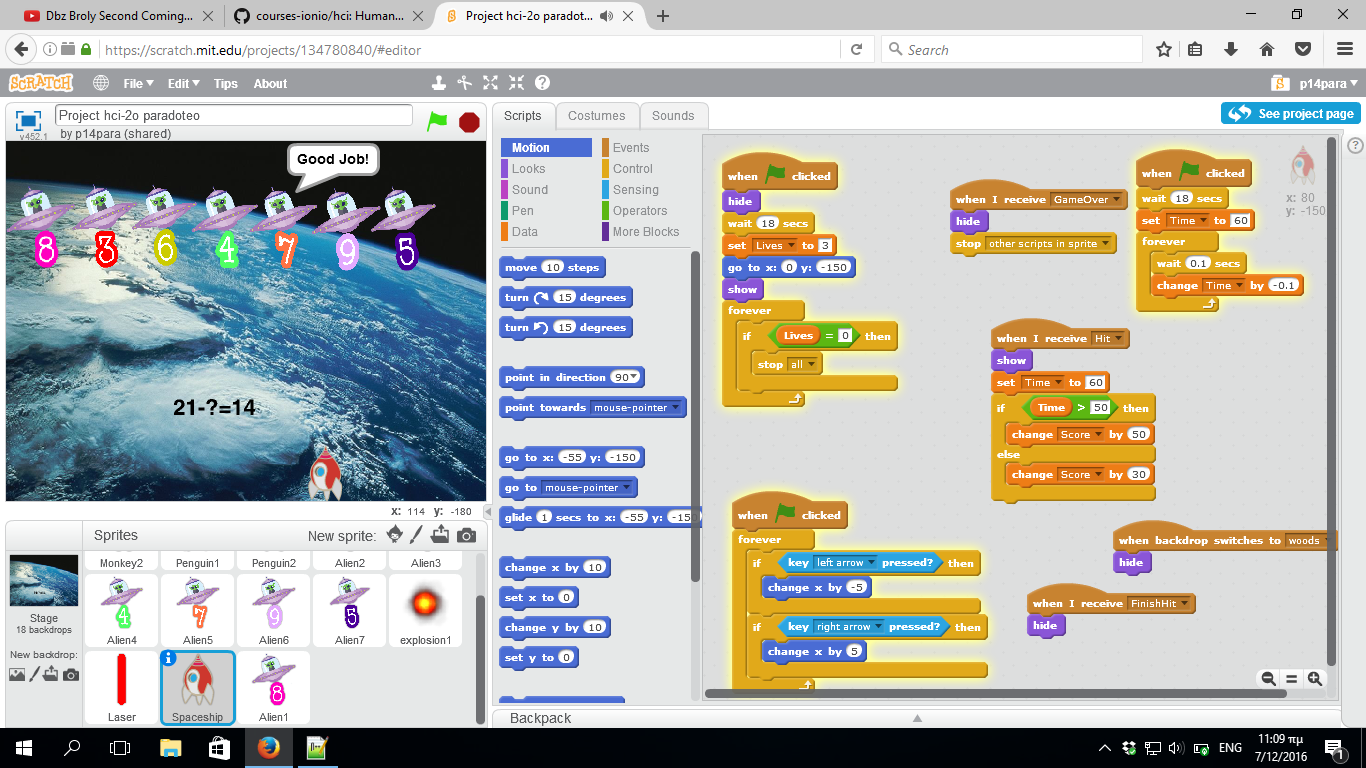 Dbz Broly Second Coming...
courses-ionio/hci: Human...
Project hci-2o paradot...
https://scratch.mit.edu/projects/134780840/#editor
Search
SCRATCH
File
Edit
Tips
About
p14para
Project hci-2o paradoteo
by p14para (shared)
v452.1
Good Job!
8
3
6
4
7
9
5
21-?=14
x: 114 y: -180
Scripts
Costumes
Sounds
See project page
Motion
Events
Looks
Control
Sound
Sensing
Pen
Operators
Data
More Blocks
move 10 steps
turn 15 degrees
turn 15 degrees
point in direction 90
point towards mouse-pointer
go to x: -55 y: -150
go to mouse-pointer
glide 1 secs to x: -55 y: -150
change x by 10
set x to 0
change y by 10
set y to 0
when clicked
hide
wait 18 secs
set Lives to 3
go to x: 0 y: -150
show
forever
if Lives = 0 then
stop all
when I receive GameOver
hide
stop other scripts in sprite
when clicked
wait 18 secs
set Time to 60
forever
wait 0.1 secs
change Time by -0.1
x: 80
y: -150
when I receive Hit
show
set Time to 60
if Time > 50 then
change Score by 50
else
change Score by 30
when clicked
forever
if key left arrow pressed? then
change x by -5
if key right arrow pressed? then
change x by 5
when backdrop switches to woods
hide
when I receive FinishHit
hide
Sprites
New sprite:
Stage
18 backdrops
New backdrop:
Monkey2
Penguin1
Penguin2
Alien2
Alien3
4
7
9
5
Alien4
Alien5
Alien6
Alien7
explosion1
8
Laser
Spaceship
Alien1
Backpack
ENG
11:09 πμ
7/12/2016
1